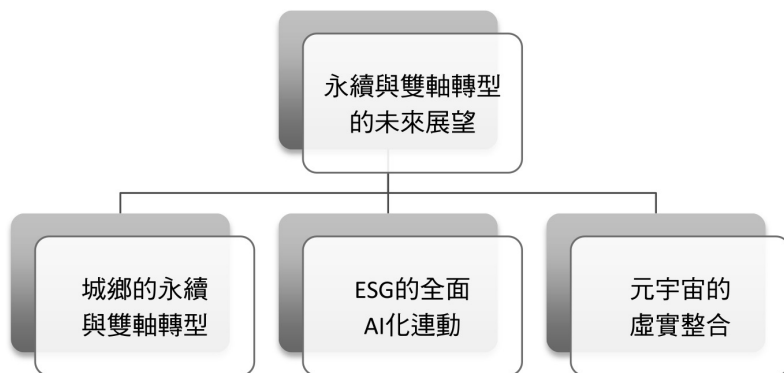 永續與雙軸轉型
的未來展望
城鄉的永續
與雙軸轉型
ESG的全面
AI化連動
元宇宙的
虛實整合